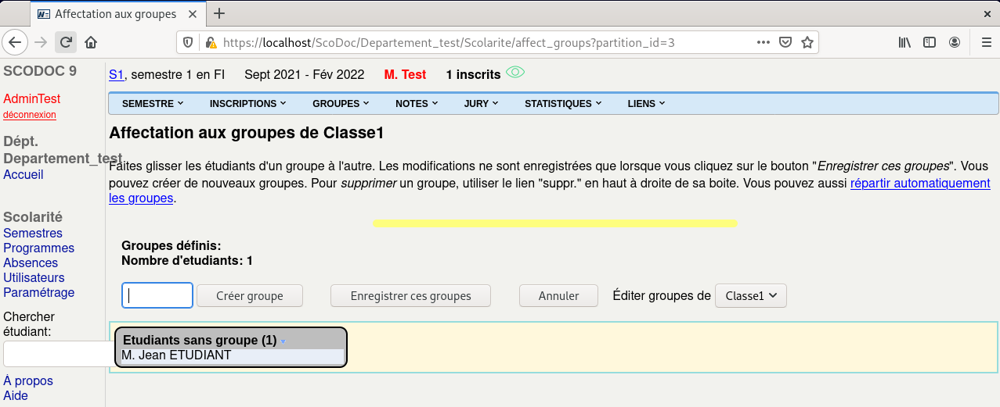 Affectation aux groupes
https://localhost/ScoDoc/Departement_test/Scolarite/affect_groups?partition_id=3
SCODOC 9
AdminTest
déconnexion
Dépt.
Departement_test
Accueil
Scolarité
Semestres
Programmes
Absences
Utilisateurs
Paramétrage
Chercher
étudiant:
À propos
Aide
S1, semestre 1 en FI Sept 2021 - Fév 2022 M. Test 1 inscrits
SEMESTRE INSCRIPTIONS GROUPES NOTES JURY STATISTIQUES LIENS
Affectation aux groupes de Classe1
Faites glisser les étudiants d'un groupe à l'autre. Les modifications ne sont enregistrées que lorsque vous cliquez sur le bouton "Enregistrer ces groupes". Vous
pouvez créer de nouveaux groupes. Pour supprimer un groupe, utiliser le lien "suppr." en haut à droite de sa boite. Vous pouvez aussi répartir automatiquement
les groupes.
Groupes définis:
Nombre d'etudiants: 1
Créer groupe Enregistrer ces groupes Annuler Éditer groupes de Classe1
Etudiants sans groupe (1)
M. Jean ETUDIANT